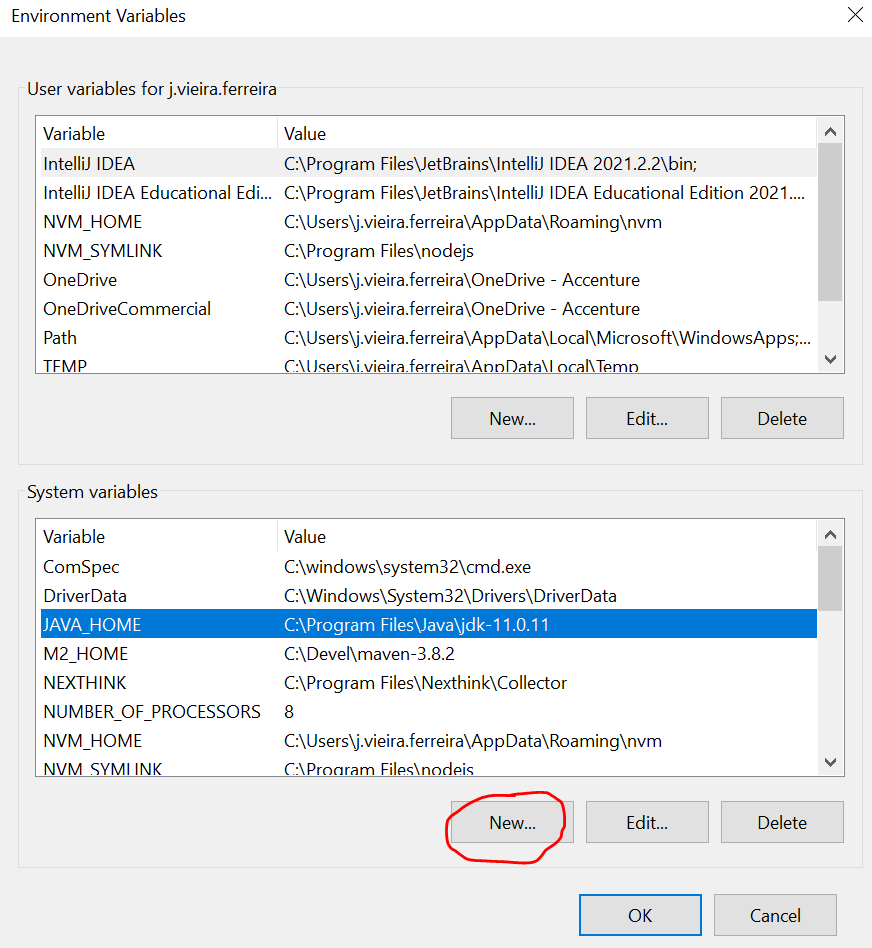 Environment Variables
User variables for j.vieira.ferreira
Variable Value
IntelliJ IDEA C:\Program Files\JetBrains\IntelliJ IDEA 2021.2.2\bin;
IntelliJ IDEA Educational Edi... C:\Program Files\JetBrains\IntelliJ IDEA Educational Edition 2021....
NVM_HOME C:\Users\j.vieira.ferreira\AppData\Roaming\nvm
NVM_SYMLINK C:\Program Files\nodejs
OneDrive C:\Users\j.vieira.ferreira\OneDrive - Accenture
OneDriveCommercial C:\Users\j.vieira.ferreira\OneDrive - Accenture
Path C:\Users\j.vieira.ferreira\AppData\Local\Microsoft\WindowsApps;...
TEMP C:\Users\j.vieira.ferreira\AppData\Local\Temp
New... Edit... Delete
System variables
Variable Value
ComSpec C:\windows\system32\cmd.exe
DriverData C:\Windows\System32\Drivers\DriverData
JAVA_HOME C:\Program Files\Java\jdk-11.0.11
M2_HOME C:\Devel\maven-3.8.2
NEXTHINK C:\Program Files\Nexthink\Collector
NUMBER_OF_PROCESSORS 8
NVM_HOME C:\Users\j.vieira.ferreira\AppData\Roaming\nvm
NVM_SYMLINK C:\Program Files\nodejs
New... Edit... Delete
OK Cancel